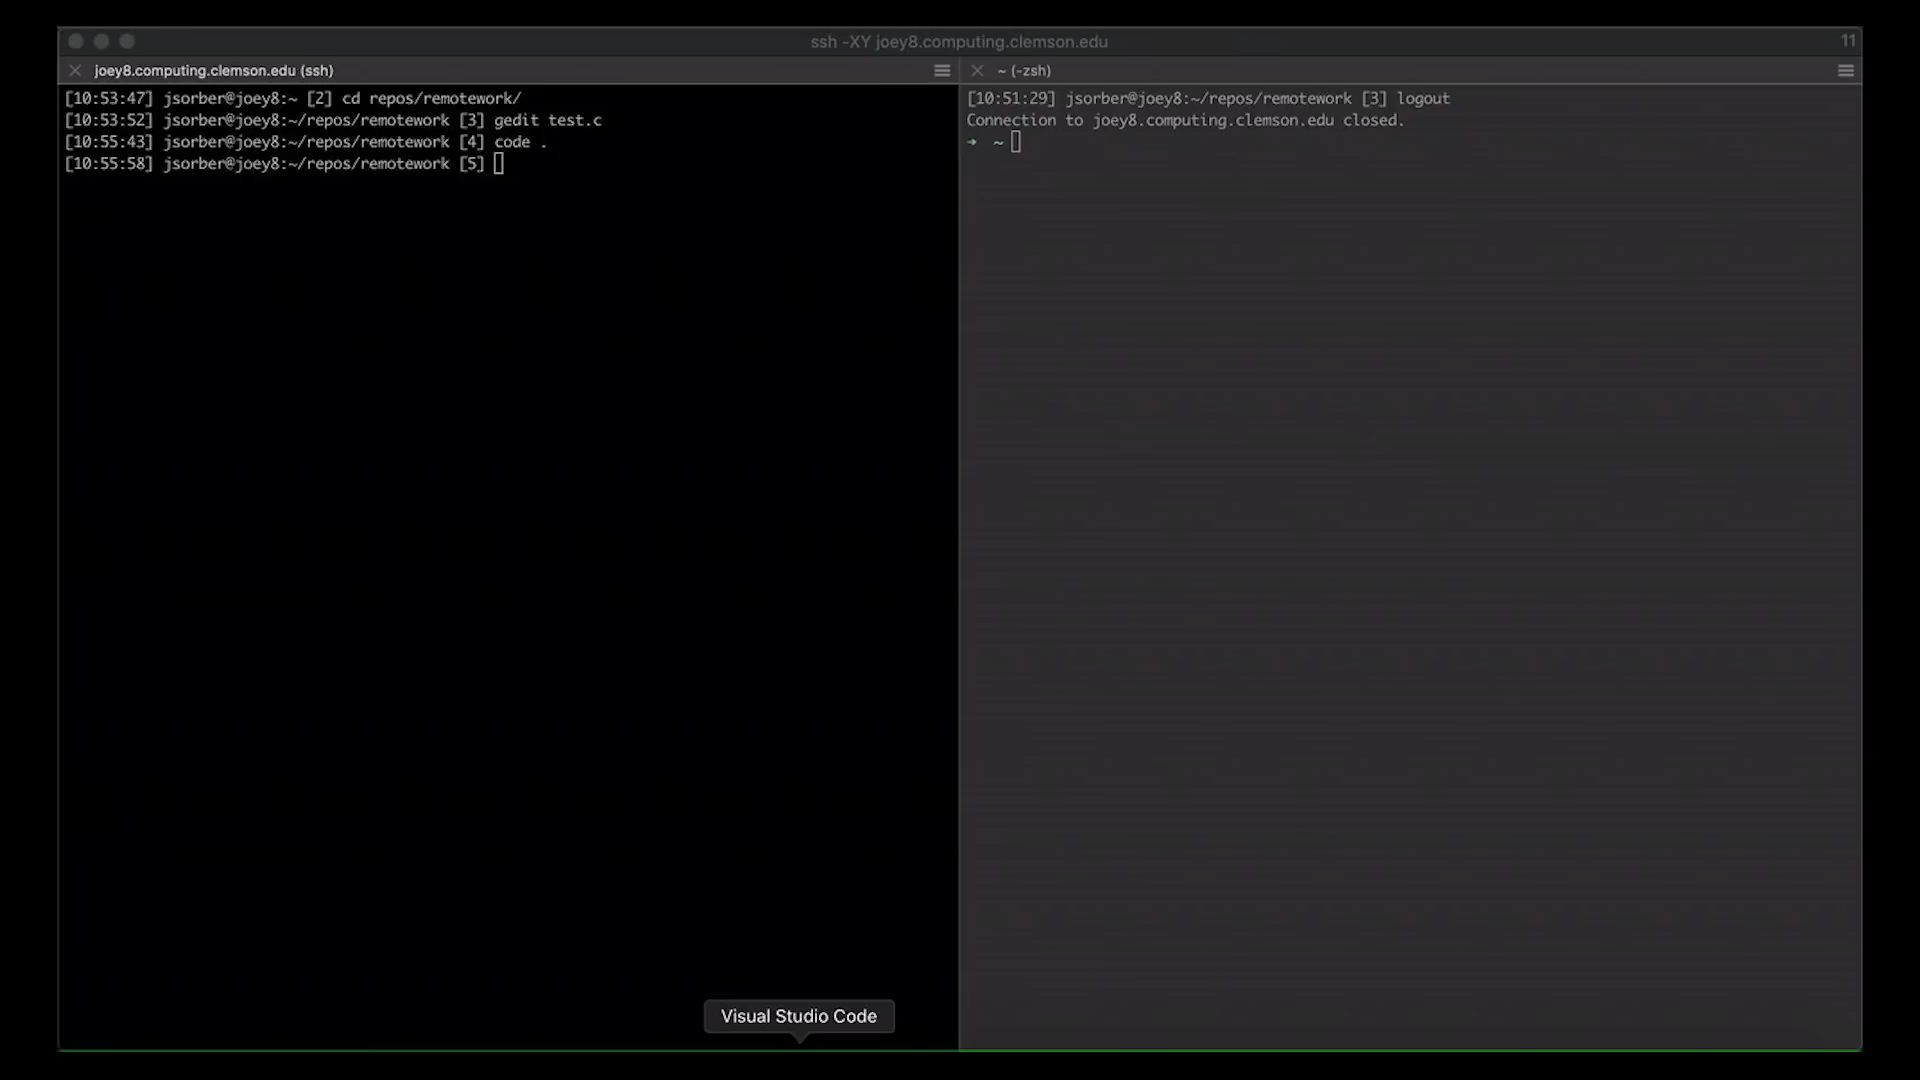 ssh -XY joey8.computing.clemson.edu
11
joey8.computing.clemson.edu (ssh)
[10:53:47] jsorber@joey8:~ [2] cd repos/remotework/
[10:53:52] jsorber@joey8:~/repos/remotework [3] gedit test.c
[10:55:43] jsorber@joey8:~/repos/remotework [4] code .
[10:55:58] jsorber@joey8:~/repos/remotework [5]
~ (-zsh)
[10:51:29] jsorber@joey8:~/repos/remotework [3] logout
Connection to joey8.computing.clemson.edu closed.
➜ ~
Visual Studio Code